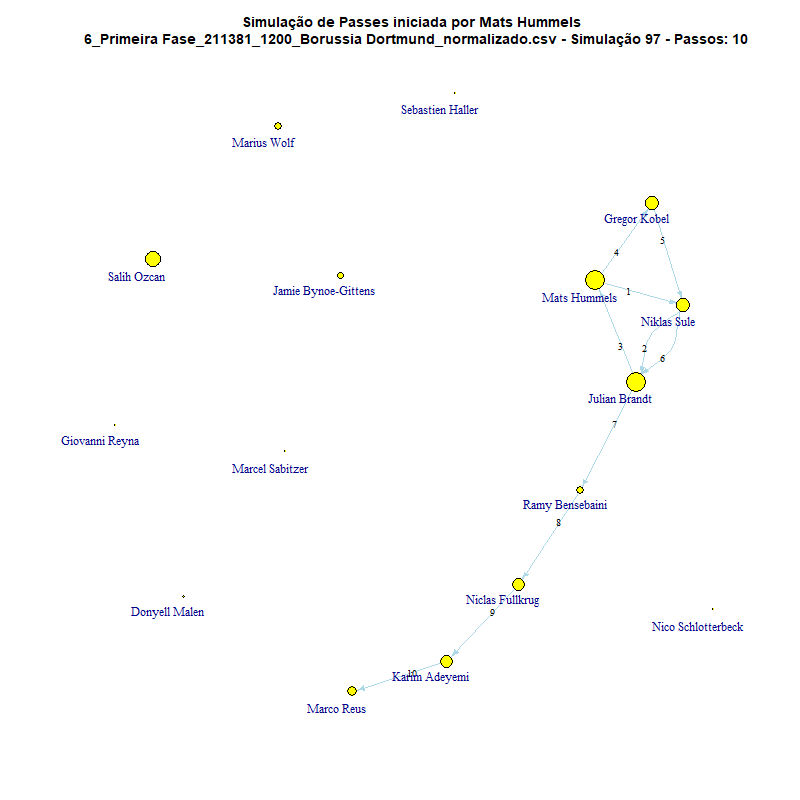 Simulação de Passes iniciada por Mats Hummels
6_Primeira Fase_211381_1200_Borussia Dortmund_normalizado.csv - Simulação 97 - Passos: 10
Sebastien Haller
Marius Wolf
Gregor Kobel
4
5
Salih Ozcan
Jamie Bynoe-Gittens
1
Mats Hummels
Niklas Sule
3
2
6
Julian Brandt
7
Giovanni Reyna
Marcel Sabitzer
Ramy Bensebaini
8
Niclas Fullkrug
9
Donyell Malen
Nico Schlotterbeck
Karim Adeyemi
10
Marco Reus